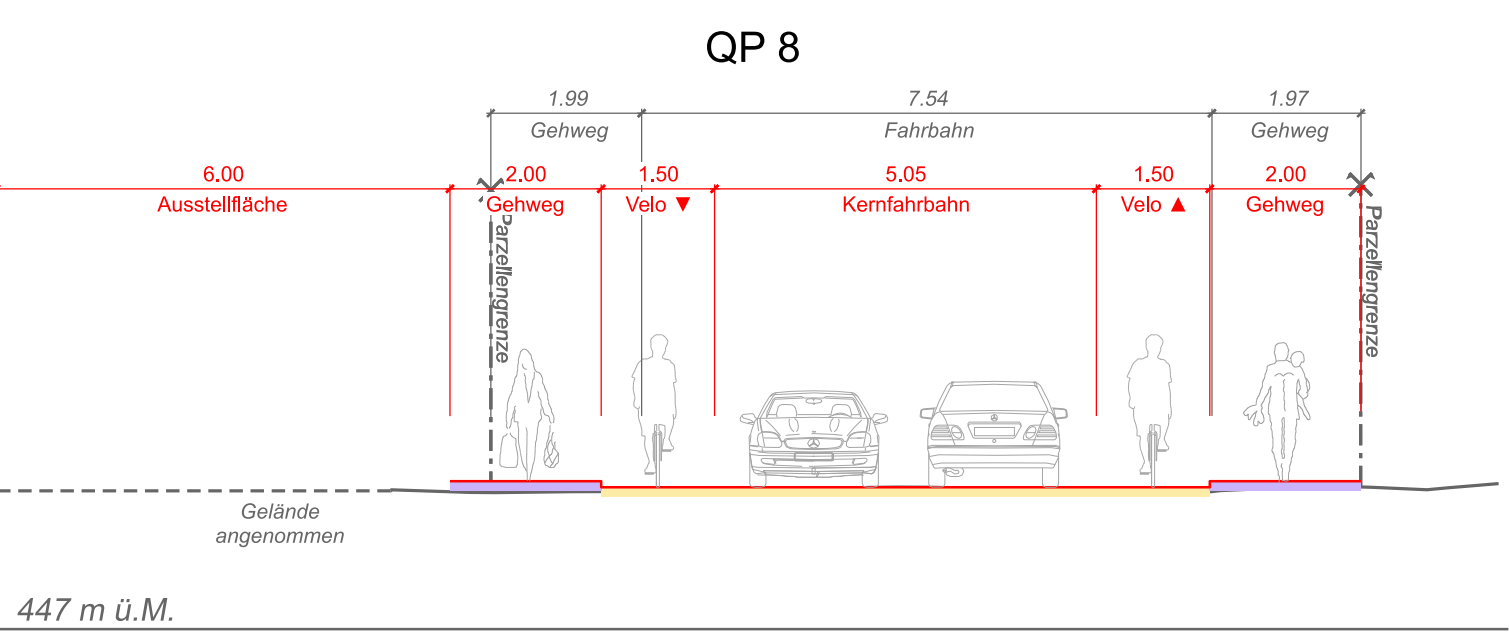 QP 8
1.99 7.54 1.97
Gehweg Fahrbahn Gehweg
6.00 2.00 1.50 5.05 1.50 2.00
Ausstellfläche Gehweg Velo ▼ Kernfahrbahn Velo ▲ Gehweg
Parzellengrenze
Parzellengrenze
Gelände
angenommen
447 m ü.M.